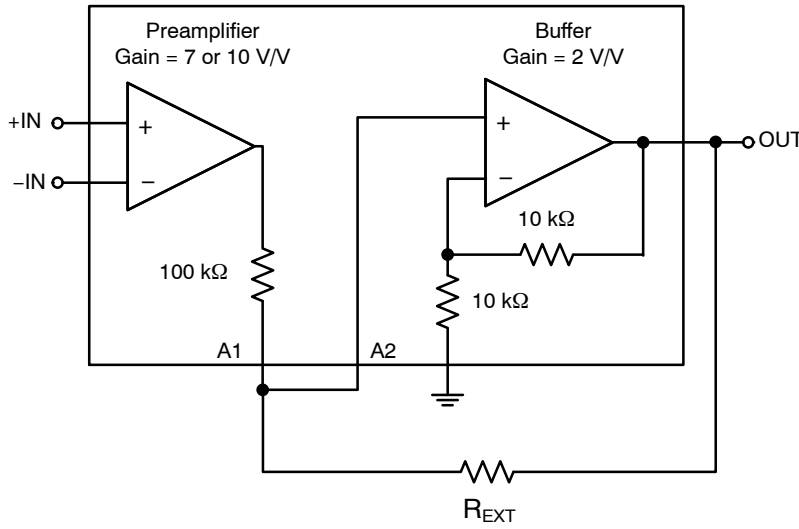 Preamplifier
Gain = 7 or 10 V/V
Buffer
Gain = 2 V/V
+IN
+
−IN
−
+
−
OUT
10 kΩ
100 kΩ
10 kΩ
A1
A2
R_EXT